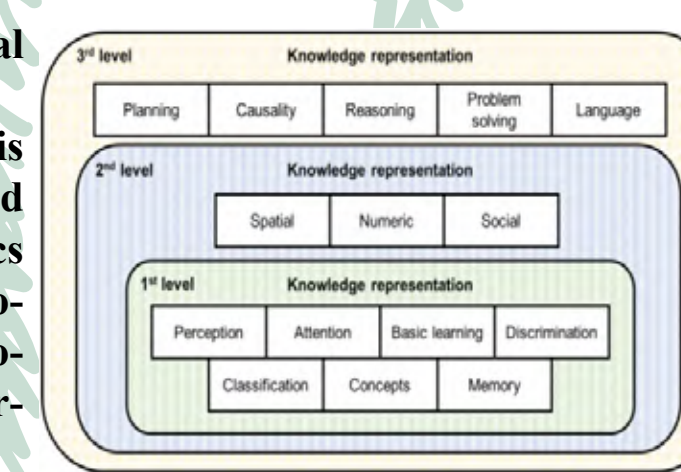 al
is
d
cs
o-
o-
r-
3rd level Knowledge representation
Planning Causality Reasoning Problem solving Language
2nd level Knowledge representation
Spatial Numeric Social
1st level Knowledge representation
Perception Attention Basic learning Discrimination
Classification Concepts Memory